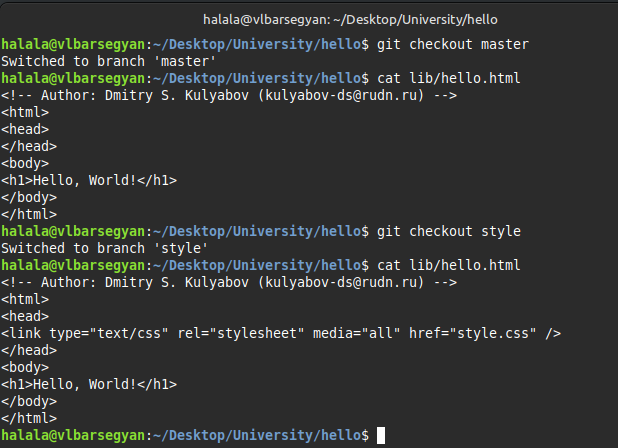 halala@vlbarsegyan: ~/Desktop/University/hello
halala@vlbarsegyan:~/Desktop/University/hello$ git checkout master
Switched to branch 'master'
halala@vlbarsegyan:~/Desktop/University/hello$ cat lib/hello.html
<!-- Author: Dmitry S. Kulyabov (kulyabov-ds@rudn.ru) -->
<html>
<head>
</head>
<body>
<h1>Hello, World!</h1>
</body>
</html>
halala@vlbarsegyan:~/Desktop/University/hello$ git checkout style
Switched to branch 'style'
halala@vlbarsegyan:~/Desktop/University/hello$ cat lib/hello.html
<!-- Author: Dmitry S. Kulyabov (kulyabov-ds@rudn.ru) -->
<html>
<head>
<link type="text/css" rel="stylesheet" media="all" href="style.css" />
</head>
<body>
<h1>Hello, World!</h1>
</body>
</html>
halala@vlbarsegyan:~/Desktop/University/hello$